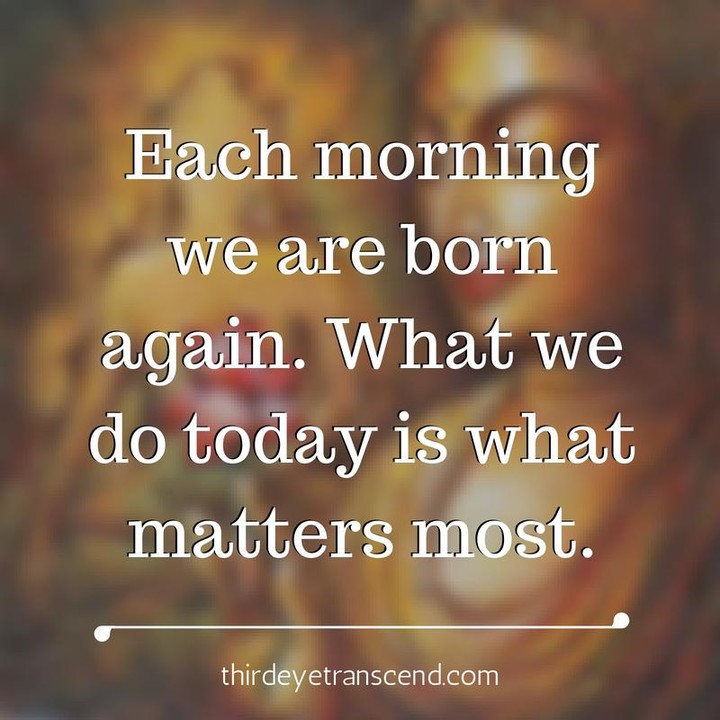 Each morning
we are born
again. What we
do today is what
matters most.
thirdeyetranscend.com